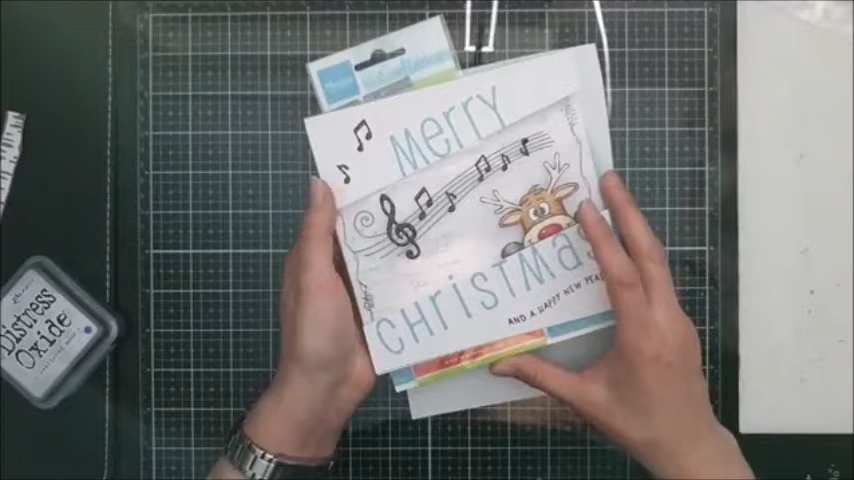 merry
CHRISTMAS
AND A HAPPY NEW YEAR
Distress
Oxide